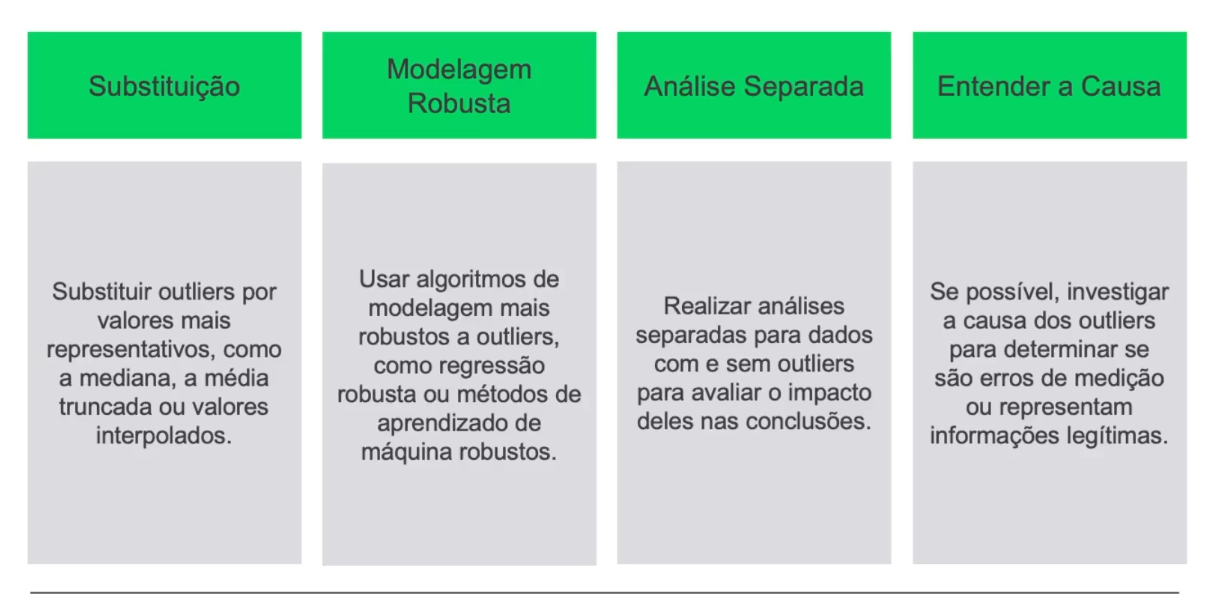 Substituição
Modelagem
Robusta
Análise Separada
Entender a Causa
Substituir outliers por
valores mais
representativos, como
a mediana, a média
truncada ou valores
interpolados.
Usar algoritmos de
modelagem mais
robustos a outliers,
como regressão
robusta ou métodos de
aprendizado de
máquina robustos.
Realizar análises
separadas para dados
com e sem outliers
para avaliar o impacto
deles nas conclusões.
Se possível, investigar
a causa dos outliers
para determinar se
são erros de medição
ou representam
informações legítimas.